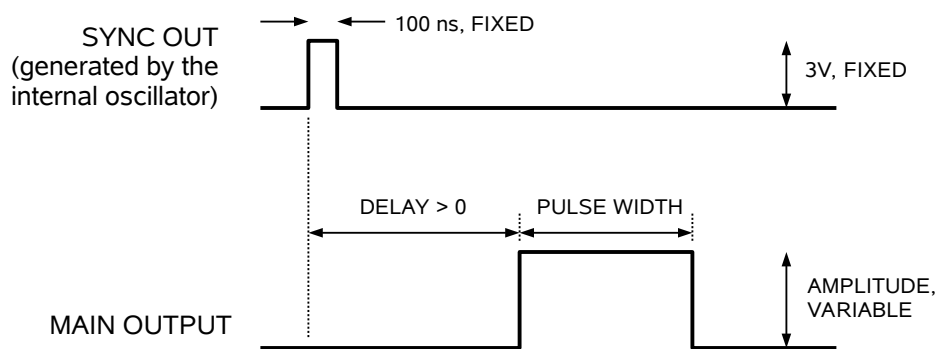 100 ns, FIXED
SYNC OUT
(generated by the
internal oscillator)
3V, FIXED
DELAY > 0
PULSE WIDTH
AMPLITUDE,
VARIABLE
MAIN OUTPUT